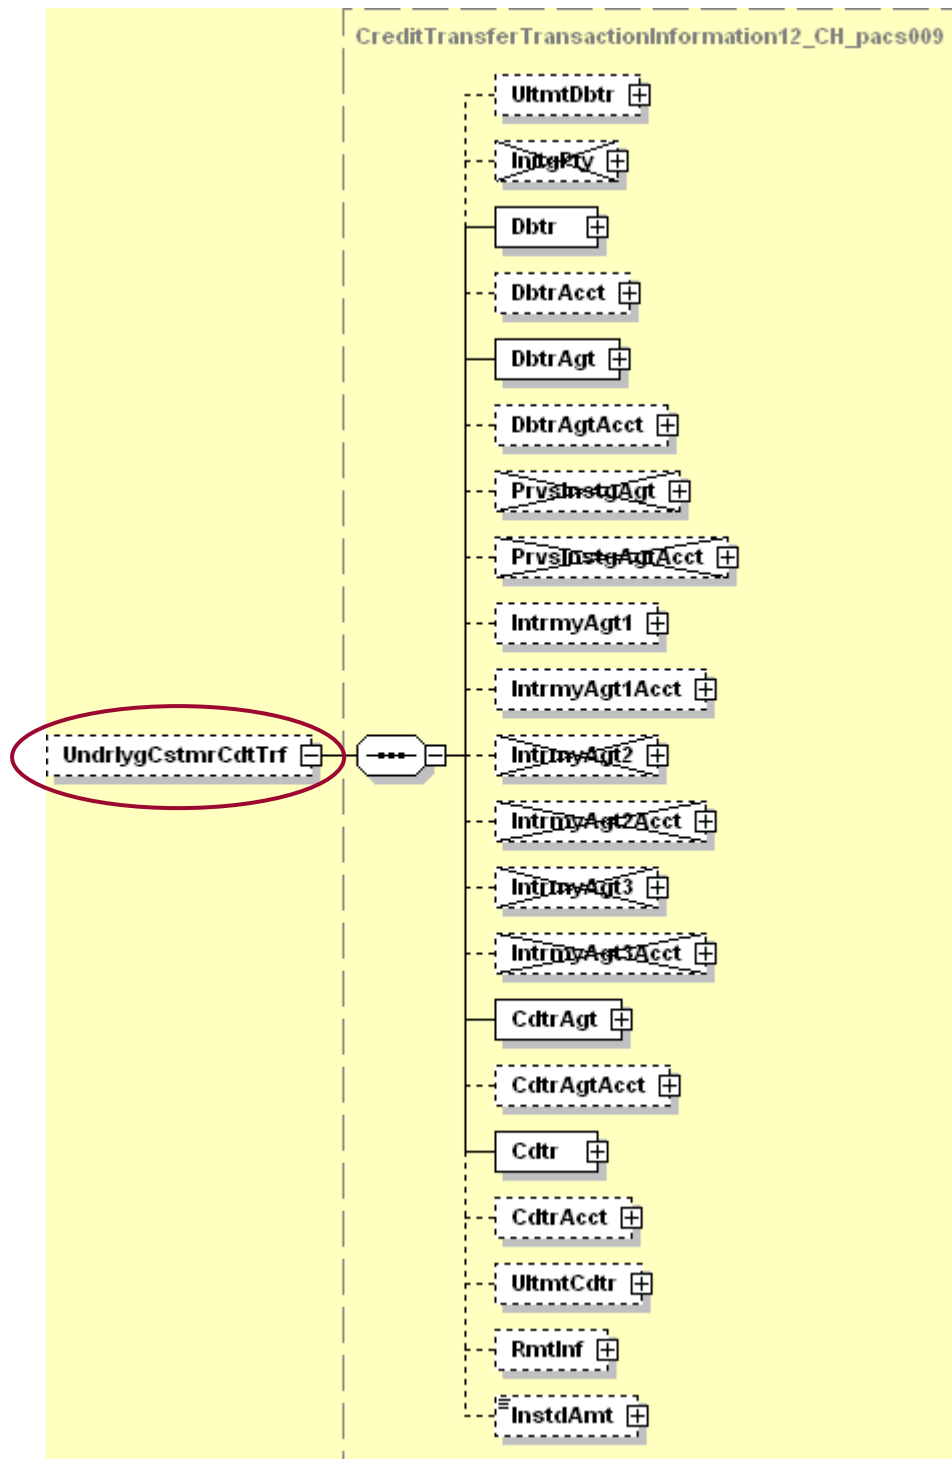 CreditTransferTransactionInformation12_CH_pacs009
UltmtDbtr
InitgPty
Dbtr
DbtrAcct
DbtrAgt
DbtrAgtAcct
PrvsInstgAgt
PrvsInstgAgtAcct
IntrmyAgt1
IntrmyAgt1Acct
UndrlygCstmrCdtTrf
IntrmyAgt2
IntrmyAgt2Acct
IntrmyAgt3
IntrmyAgt3Acct
CdtrAgt
CdtrAgtAcct
Cdtr
CdtrAcct
UltmtCdtr
RmtInf
InstdAmt